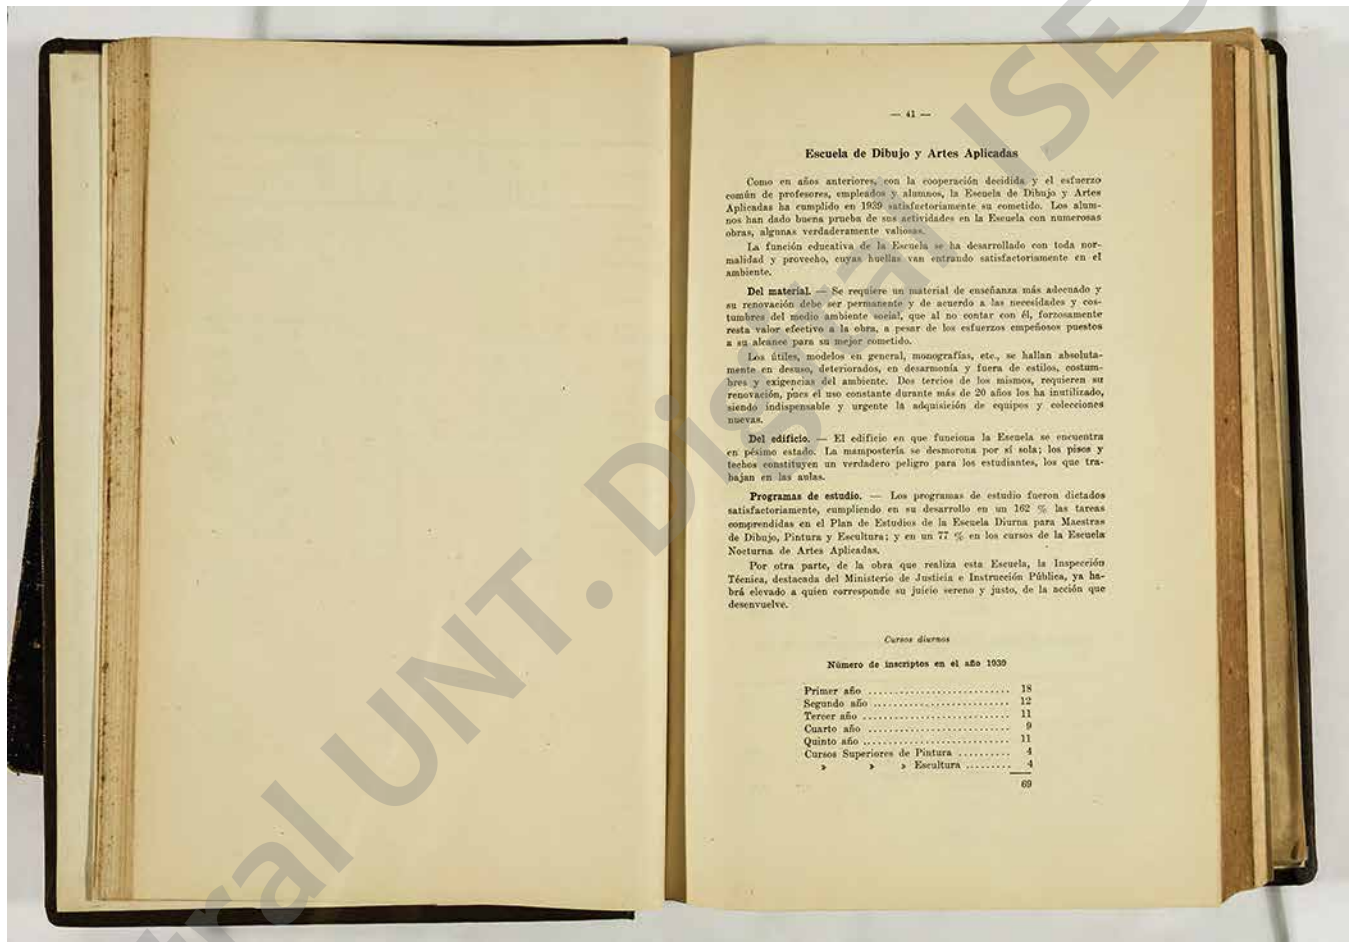 — 41 —
Escuela de Dibujo y Artes Aplicadas
Como en años anteriores, con la cooperación decidida y el esfuerzo
común de profesores, empleados y alumnos, la Escuela de Dibujo y Artes
Aplicadas ha cumplido en 1939 satisfactoriamente su cometido. Los alum-
nos han dado buena prueba de sus actividades en la Escuela con numerosas
obras, algunas verdaderamente valiosas.
La función educativa de la Escuela se ha desarrollado con toda nor-
malidad y provecho, cuyas huellas van entrando satisfactoriamente en el
ambiente.
Del material. — Se requiere un material de enseñanza más adecuado y
su renovación debe ser permanente y de acuerdo a las necesidades y cos-
tumbres del medio ambiente social, que al no contar con él, forzosamente
resta valor efectivo a la obra, a pesar de los esfuerzos empeñosos puestos
a su alcance para su mejor cometido.
Los útiles, modelos en general, monografías, etc., se hallan absoluta-
mente en desuso, deteriorados, en desarmonía y fuera de estilos, costum-
bres y exigencias del ambiente. Dos tercios de los mismos, requieren su
renovación, pues el uso constante durante más de 20 años los ha inutilizado,
siendo indispensable y urgente la adquisición de equipos y colecciones
nuevas.
Del edificio. — El edificio en que funciona la Escuela se encuentra
en pésimo estado. La mampostería se desmorona por sí sola; los pisos y
techos constituyen un verdadero peligro para los estudiantes, los que tra-
bajan en las aulas.
Programas de estudio. — Los programas de estudio fueron dictados
satisfactoriamente, cumpliendo en su desarrollo en un 162 % las tareas
comprendidas en el Plan de Estudios de la Escuela Diurna para Maestras
de Dibujo, Pintura y Escultura; y en un 77 % en los cursos de la Escuela
Nocturna de Artes Aplicadas.
Por otra parte, de la obra que realiza esta Escuela, la Inspección
Técnica, destacada del Ministerio de Justicia e Instrucción Pública, ya ha-
brá elevado a quien corresponde su juicio sereno y justo, de la acción que
desenvuelve.
Cursos diurnos
Número de inscriptos en el año 1939
Primer año ............................ 18
Segundo año ........................... 12
Tercer año ............................. 11
Cuarto año ............................ 9
Quinto año ............................. 11
Cursos Superiores de Pintura .......... 4
» » » Escultura ......... 4
69
tral UNT. Digital ISES